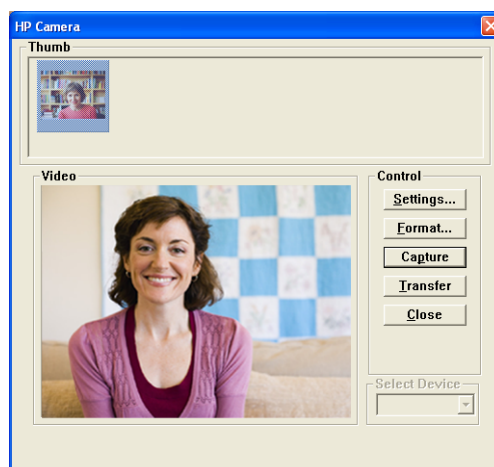 HP Camera
Thumb
Video
Control
Settings...
Format...
Capture
Transfer
Close
Select Device